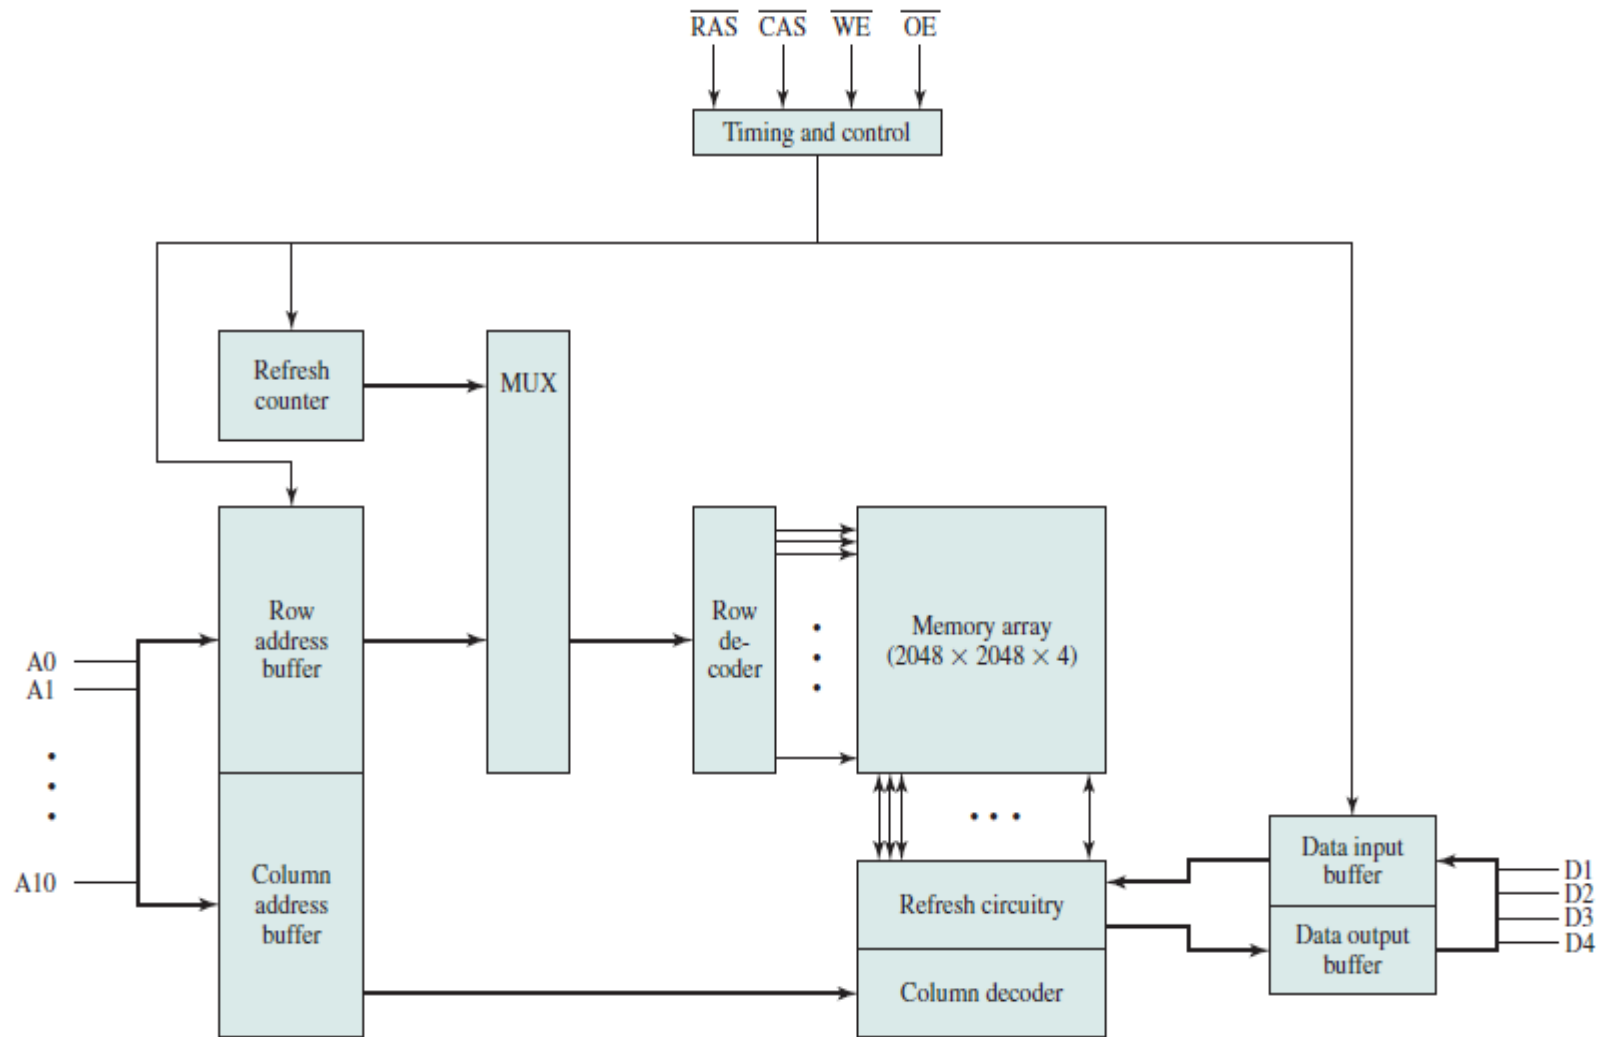 RAS CAS WE OE
Timing and control
Refresh
counter
MUX
Row
address
buffer
Row
de-
coder
Memory array
(2048 × 2048 × 4)
A0
A1
A10
Column
address
buffer
Refresh circuitry
Column decoder
Data input
buffer
Data output
buffer
D1
D2
D3
D4